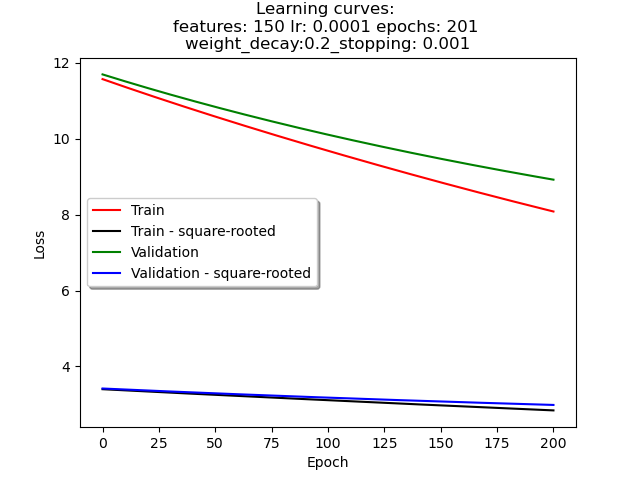 Learning curves:
features: 150 lr: 0.0001 epochs: 201
weight_decay:0.2_stopping: 0.001
12
10
8
6
4
Loss
Train
Train - square-rooted
Validation
Validation - square-rooted
0 25 50 75 100 125 150 175 200
Epoch